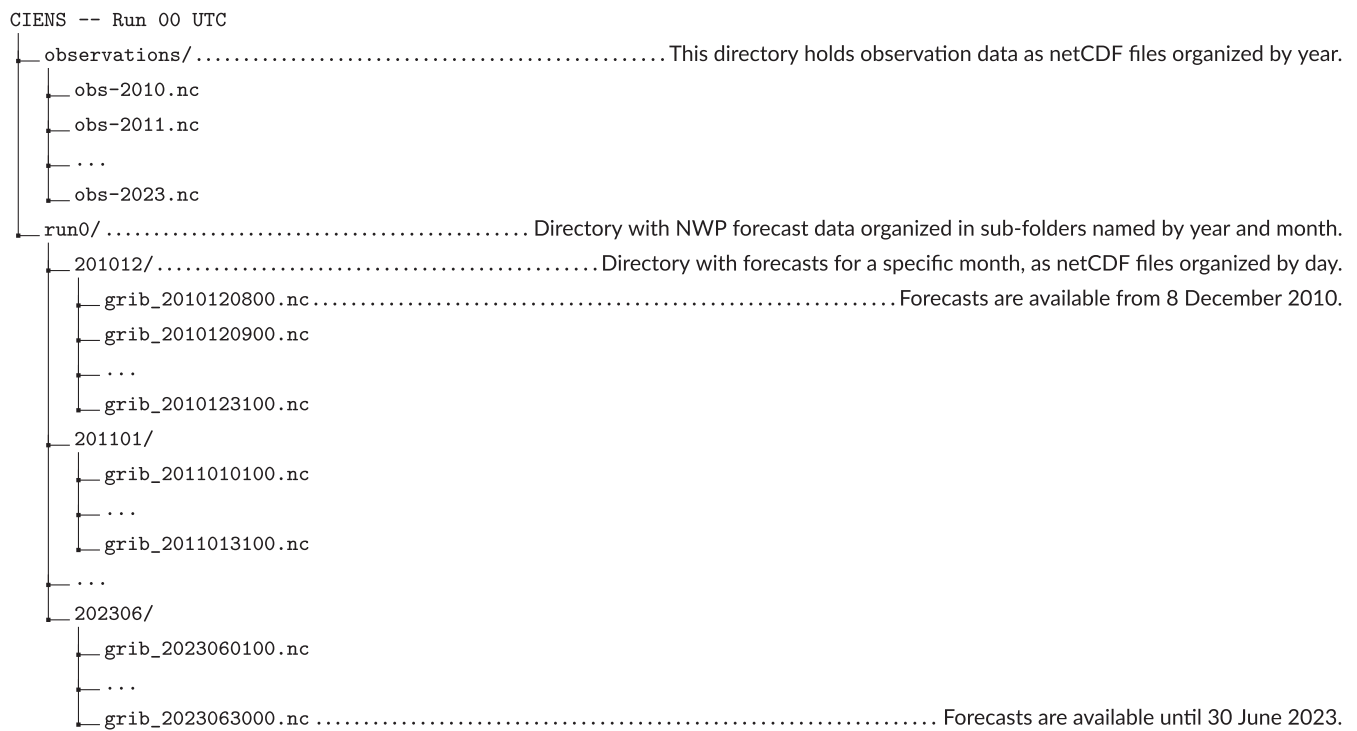 CIENS -- Run 00 UTC
observations/ ................................................ This directory holds observation data as netCDF files organized by year.
obs-2010.nc
obs-2011.nc
...
obs-2023.nc
run0/ ........................................... Directory with NWP forecast data organized in sub-folders named by year and month.
201012/ ............................................. Directory with forecasts for a specific month, as netCDF files organized by day.
grib_2010120800.nc ........................................................... Forecasts are available from 8 December 2010.
grib_2010120900.nc
...
grib_2010123100.nc
201101/
grib_2011010100.nc
...
grib_2011013100.nc
...
202306/
grib_2023060100.nc
...
grib_2023063000.nc ............................................................... Forecasts are available until 30 June 2023.